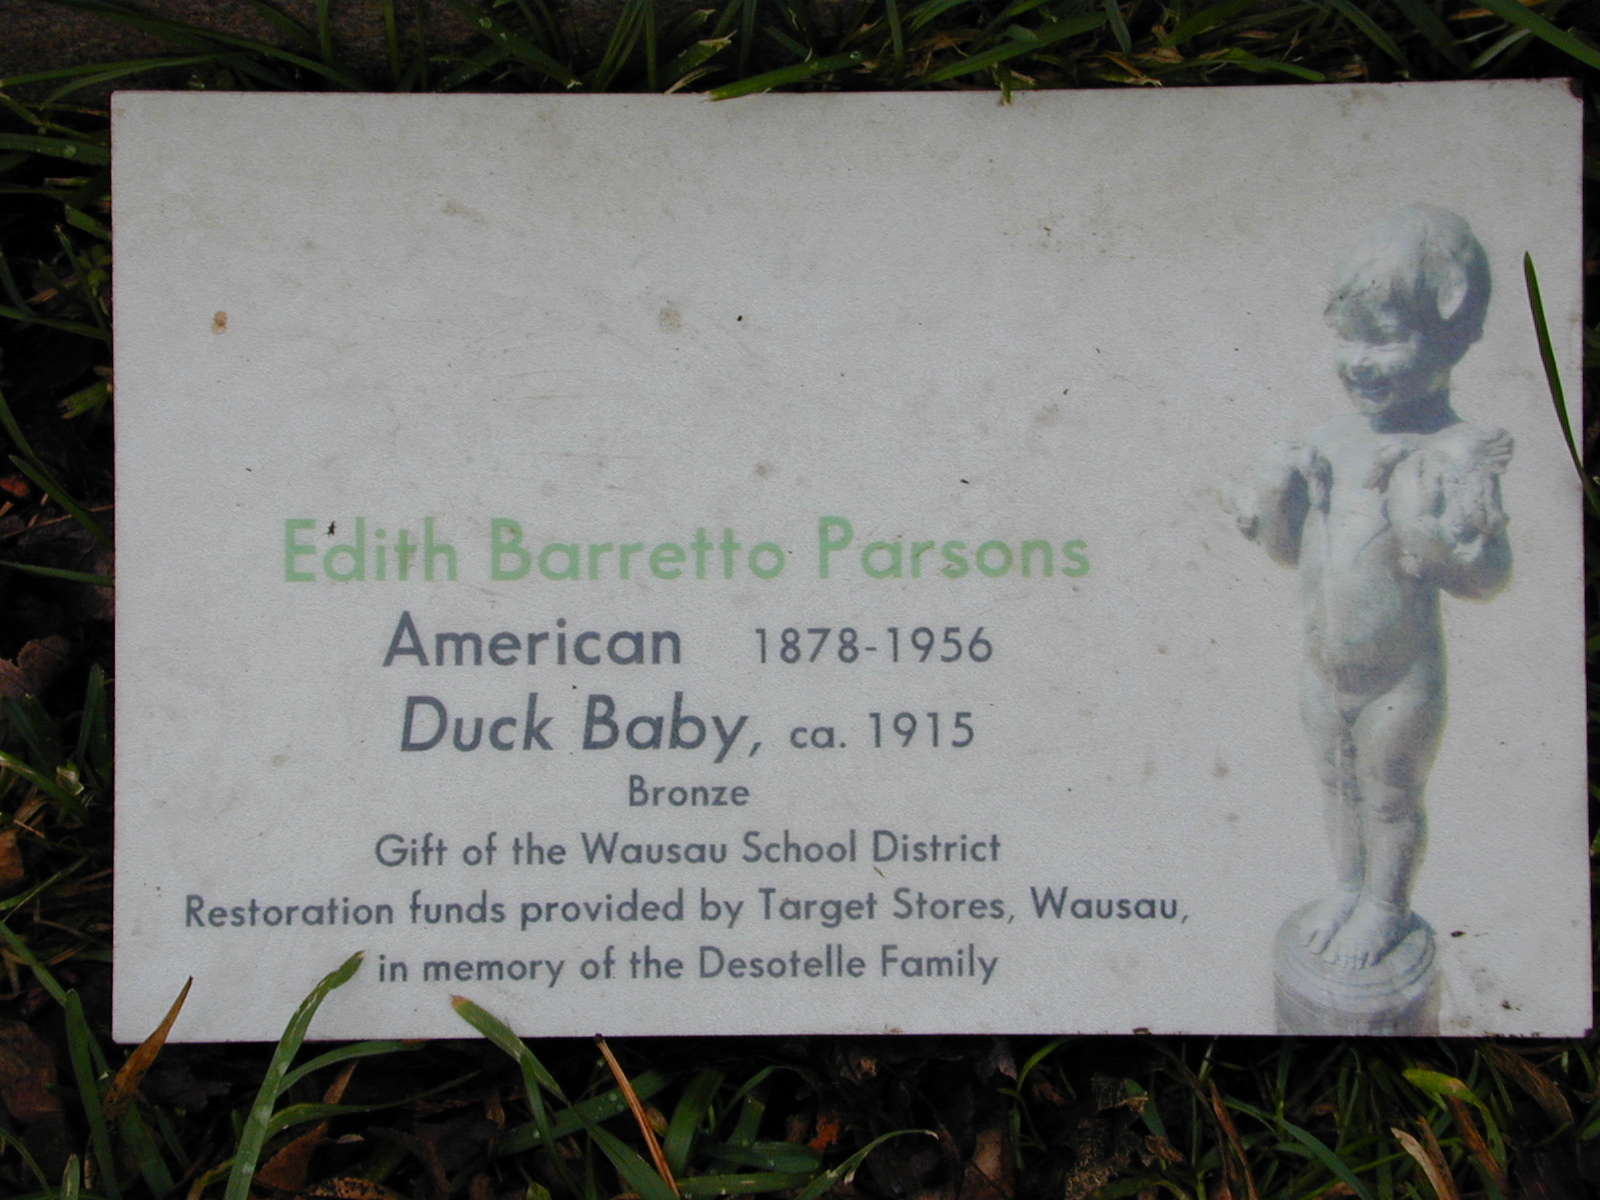 Edith Barretto Parsons
American 1878-1956
Duck Baby, ca. 1915
Bronze
Gift of the Wausau School District
Restoration funds provided by Target Stores, Wausau,
in memory of the Desotelle Family